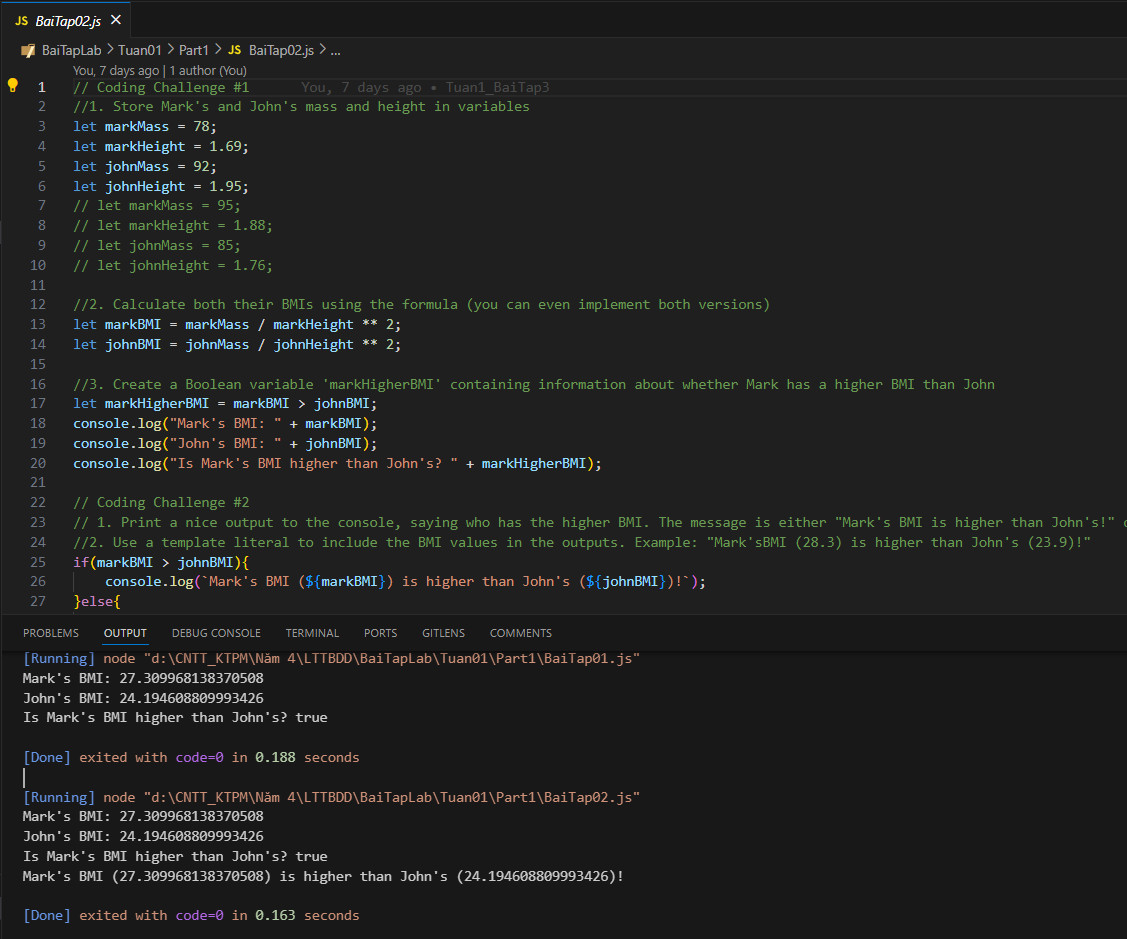 JS BaiTap02.js
BaiTapLab > Tuan01 > Part1 > JS BaiTap02.js > ...
You, 7 days ago | 1 author (You)
1 // Coding Challenge #1 You, 7 days ago • Tuan1_BaiTap3
2 //1. Store Mark's and John's mass and height in variables
3 let markMass = 78;
4 let markHeight = 1.69;
5 let johnMass = 92;
6 let johnHeight = 1.95;
7 // let markMass = 95;
8 // let markHeight = 1.88;
9 // let johnMass = 85;
10 // let johnHeight = 1.76;
11
12 //2. Calculate both their BMIs using the formula (you can even implement both versions)
13 let markBMI = markMass / markHeight ** 2;
14 let johnBMI = johnMass / johnHeight ** 2;
15
16 //3. Create a Boolean variable 'markHigherBMI' containing information about whether Mark has a higher BMI than John
17 let markHigherBMI = markBMI > johnBMI;
18 console.log("Mark's BMI: " + markBMI);
19 console.log("John's BMI: " + johnBMI);
20 console.log("Is Mark's BMI higher than John's? " + markHigherBMI);
21
22 // Coding Challenge #2
23 // 1. Print a nice output to the console, saying who has the higher BMI. The message is either "Mark's BMI is higher than John's!"
24 //2. Use a template literal to include the BMI values in the outputs. Example: "Mark'sBMI (28.3) is higher than John's (23.9)!"
25 if(markBMI > johnBMI){
26 console.log(`Mark's BMI (${markBMI}) is higher than John's (${johnBMI})!`);
27 }else{
PROBLEMS OUTPUT DEBUG CONSOLE TERMINAL PORTS GITLENS COMMENTS
[Running] node "d:\CNTT_KTPM\Năm 4\LTTBDD\BaiTapLab\Tuan01\Part1\BaiTap01.js"
Mark's BMI: 27.309968138370508
John's BMI: 24.194608809993426
Is Mark's BMI higher than John's? true
[Done] exited with code=0 in 0.188 seconds
[Running] node "d:\CNTT_KTPM\Năm 4\LTTBDD\BaiTapLab\Tuan01\Part1\BaiTap02.js"
Mark's BMI: 27.309968138370508
John's BMI: 24.194608809993426
Is Mark's BMI higher than John's? true
Mark's BMI (27.309968138370508) is higher than John's (24.194608809993426)!
[Done] exited with code=0 in 0.163 seconds